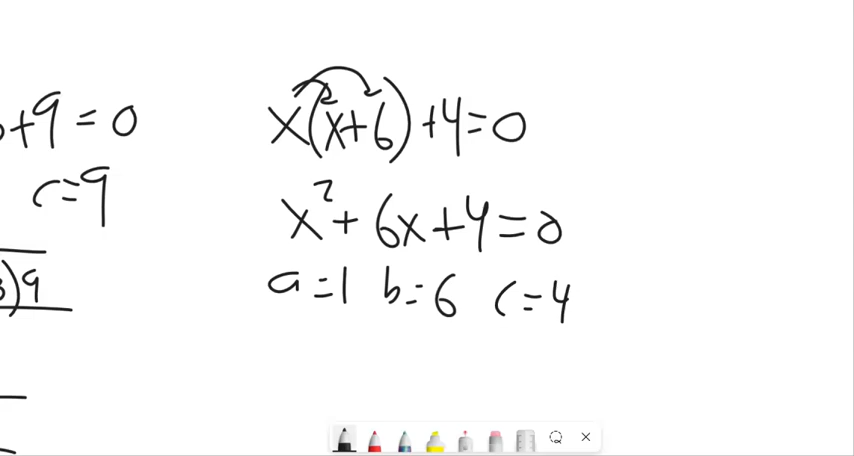 +9=0
c=9
)9
x(x+6)+4=0
x²+6x+4=0
a=1 b=6 c=4